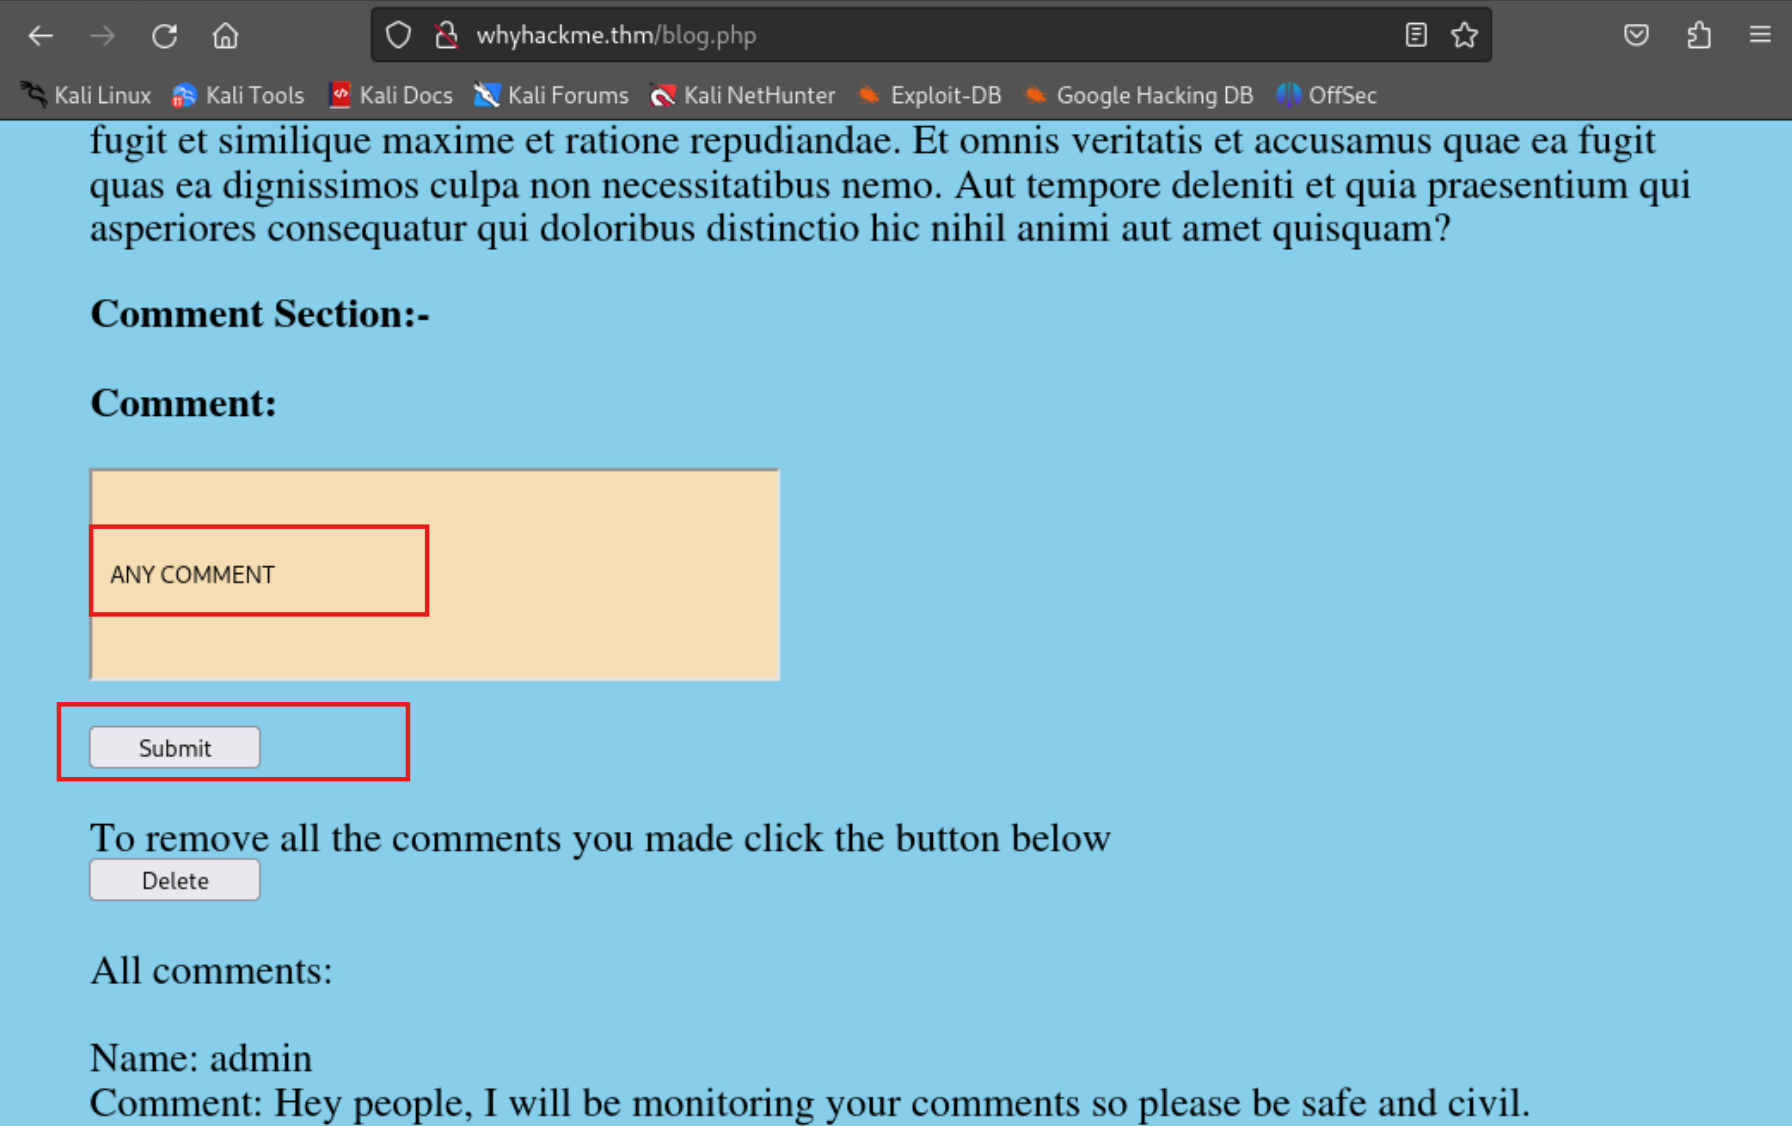 whyhackme.thm/blog.php
Kali Linux Kali Tools Kali Docs Kali Forums Kali NetHunter Exploit-DB Google Hacking DB OffSec
fugit et similique maxime et ratione repudiandae. Et omnis veritatis et accusamus quae ea fugit
quas ea dignissimos culpa non necessitatibus nemo. Aut tempore deleniti et quia praesentium qui
asperiores consequatur qui doloribus distinctio hic nihil animi aut amet quisquam?
Comment Section:-
Comment:
ANY COMMENT
Submit
To remove all the comments you made click the button below
Delete
All comments:
Name: admin
Comment: Hey people, I will be monitoring your comments so please be safe and civil.